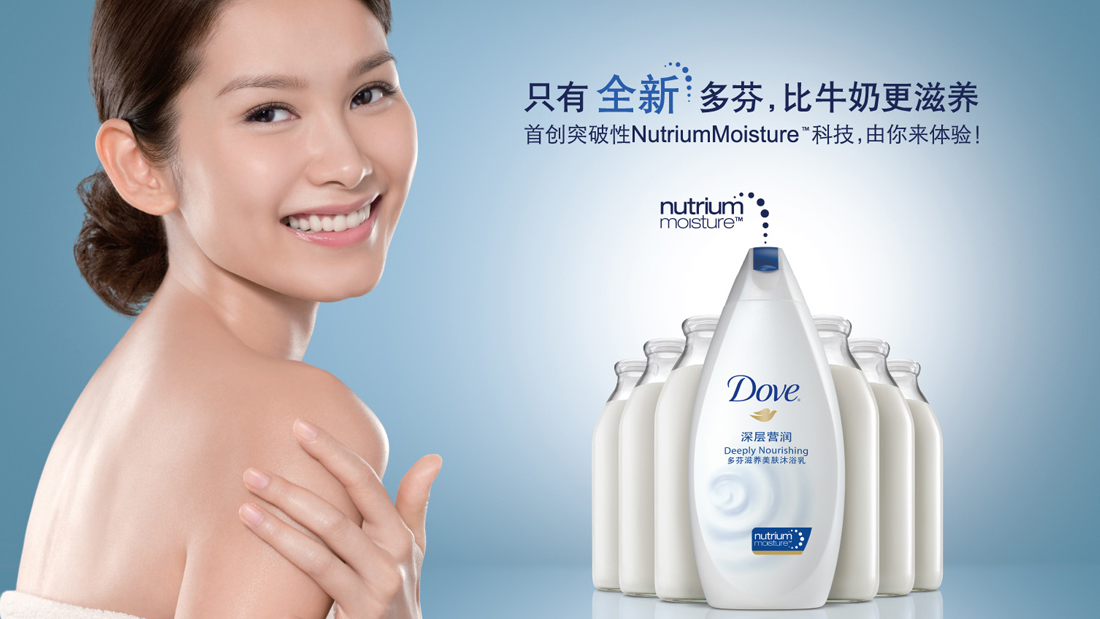 只有 全新 多芬，比牛奶更滋养
首创突破性NutriumMoisture™科技，由你来体验！
nutrium
moisture™
Dove®
深层营润
Deeply Nourishing
多芬滋养美肤沐浴乳
nutrium
moisture™